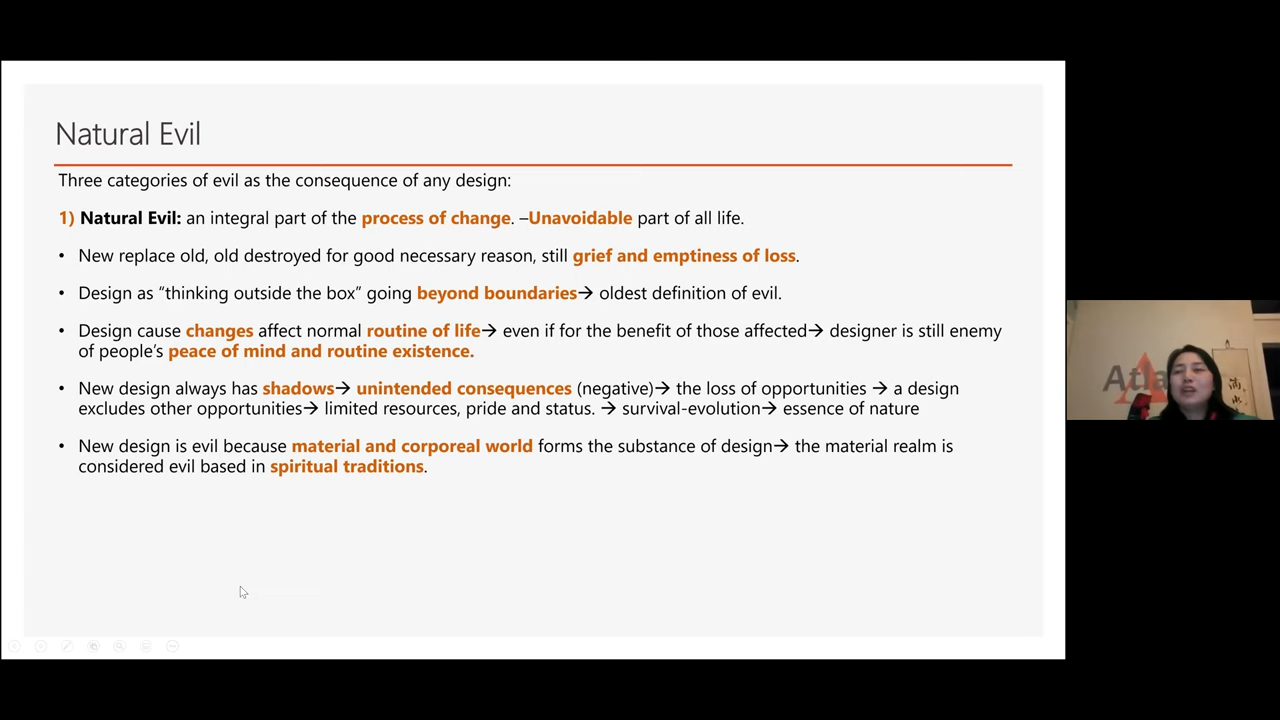 Natural Evil
Three categories of evil as the consequence of any design:
1) Natural Evil: an integral part of the process of change. –Unavoidable part of all life.
• New replace old, old destroyed for good necessary reason, still grief and emptiness of loss.
• Design as “thinking outside the box” going beyond boundaries→ oldest definition of evil.
• Design cause changes affect normal routine of life→ even if for the benefit of those affected→ designer is still enemy
of people’s peace of mind and routine existence.
• New design always has shadows→ unintended consequences (negative)→ the loss of opportunities → a design
excludes other opportunities→ limited resources, pride and status. → survival-evolution→ essence of nature
• New design is evil because material and corporeal world forms the substance of design→ the material realm is
considered evil based in spiritual traditions.